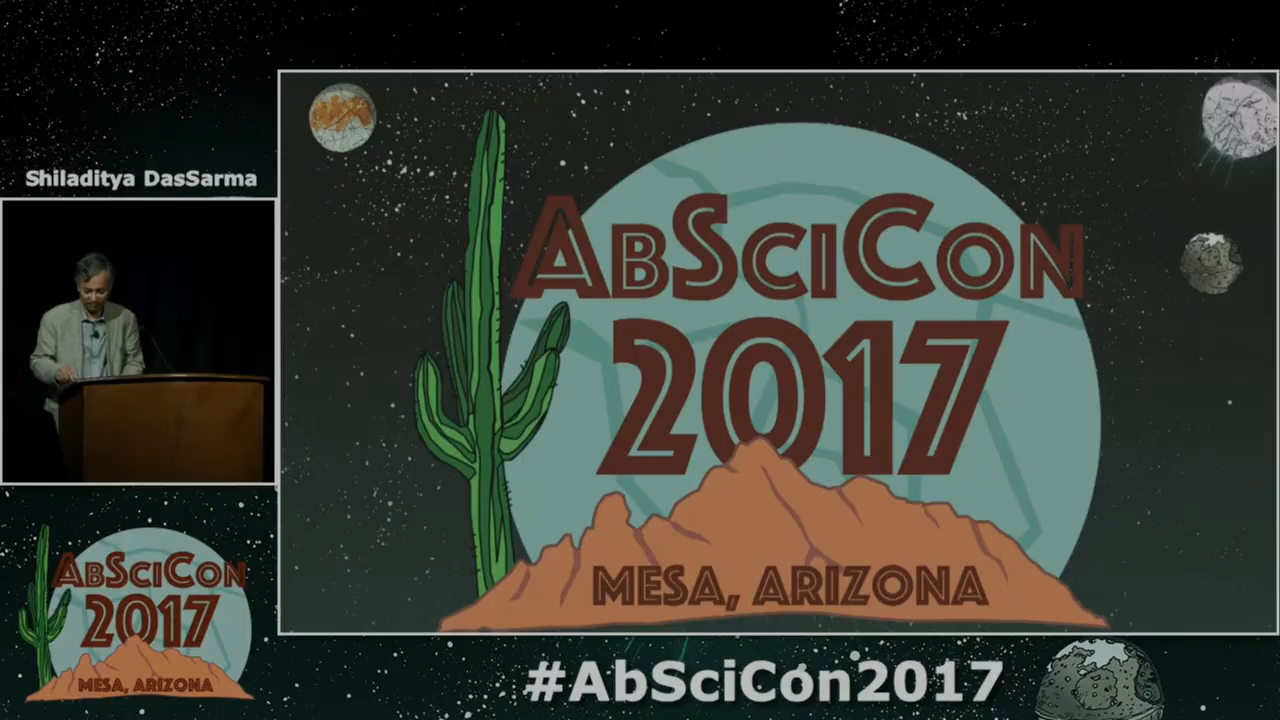 Shiladitya DasSarma
AbSciCon
2017
MESA, ARIZONA
AbSciCon
2017
MESA, ARIZONA
#AbSciCon2017